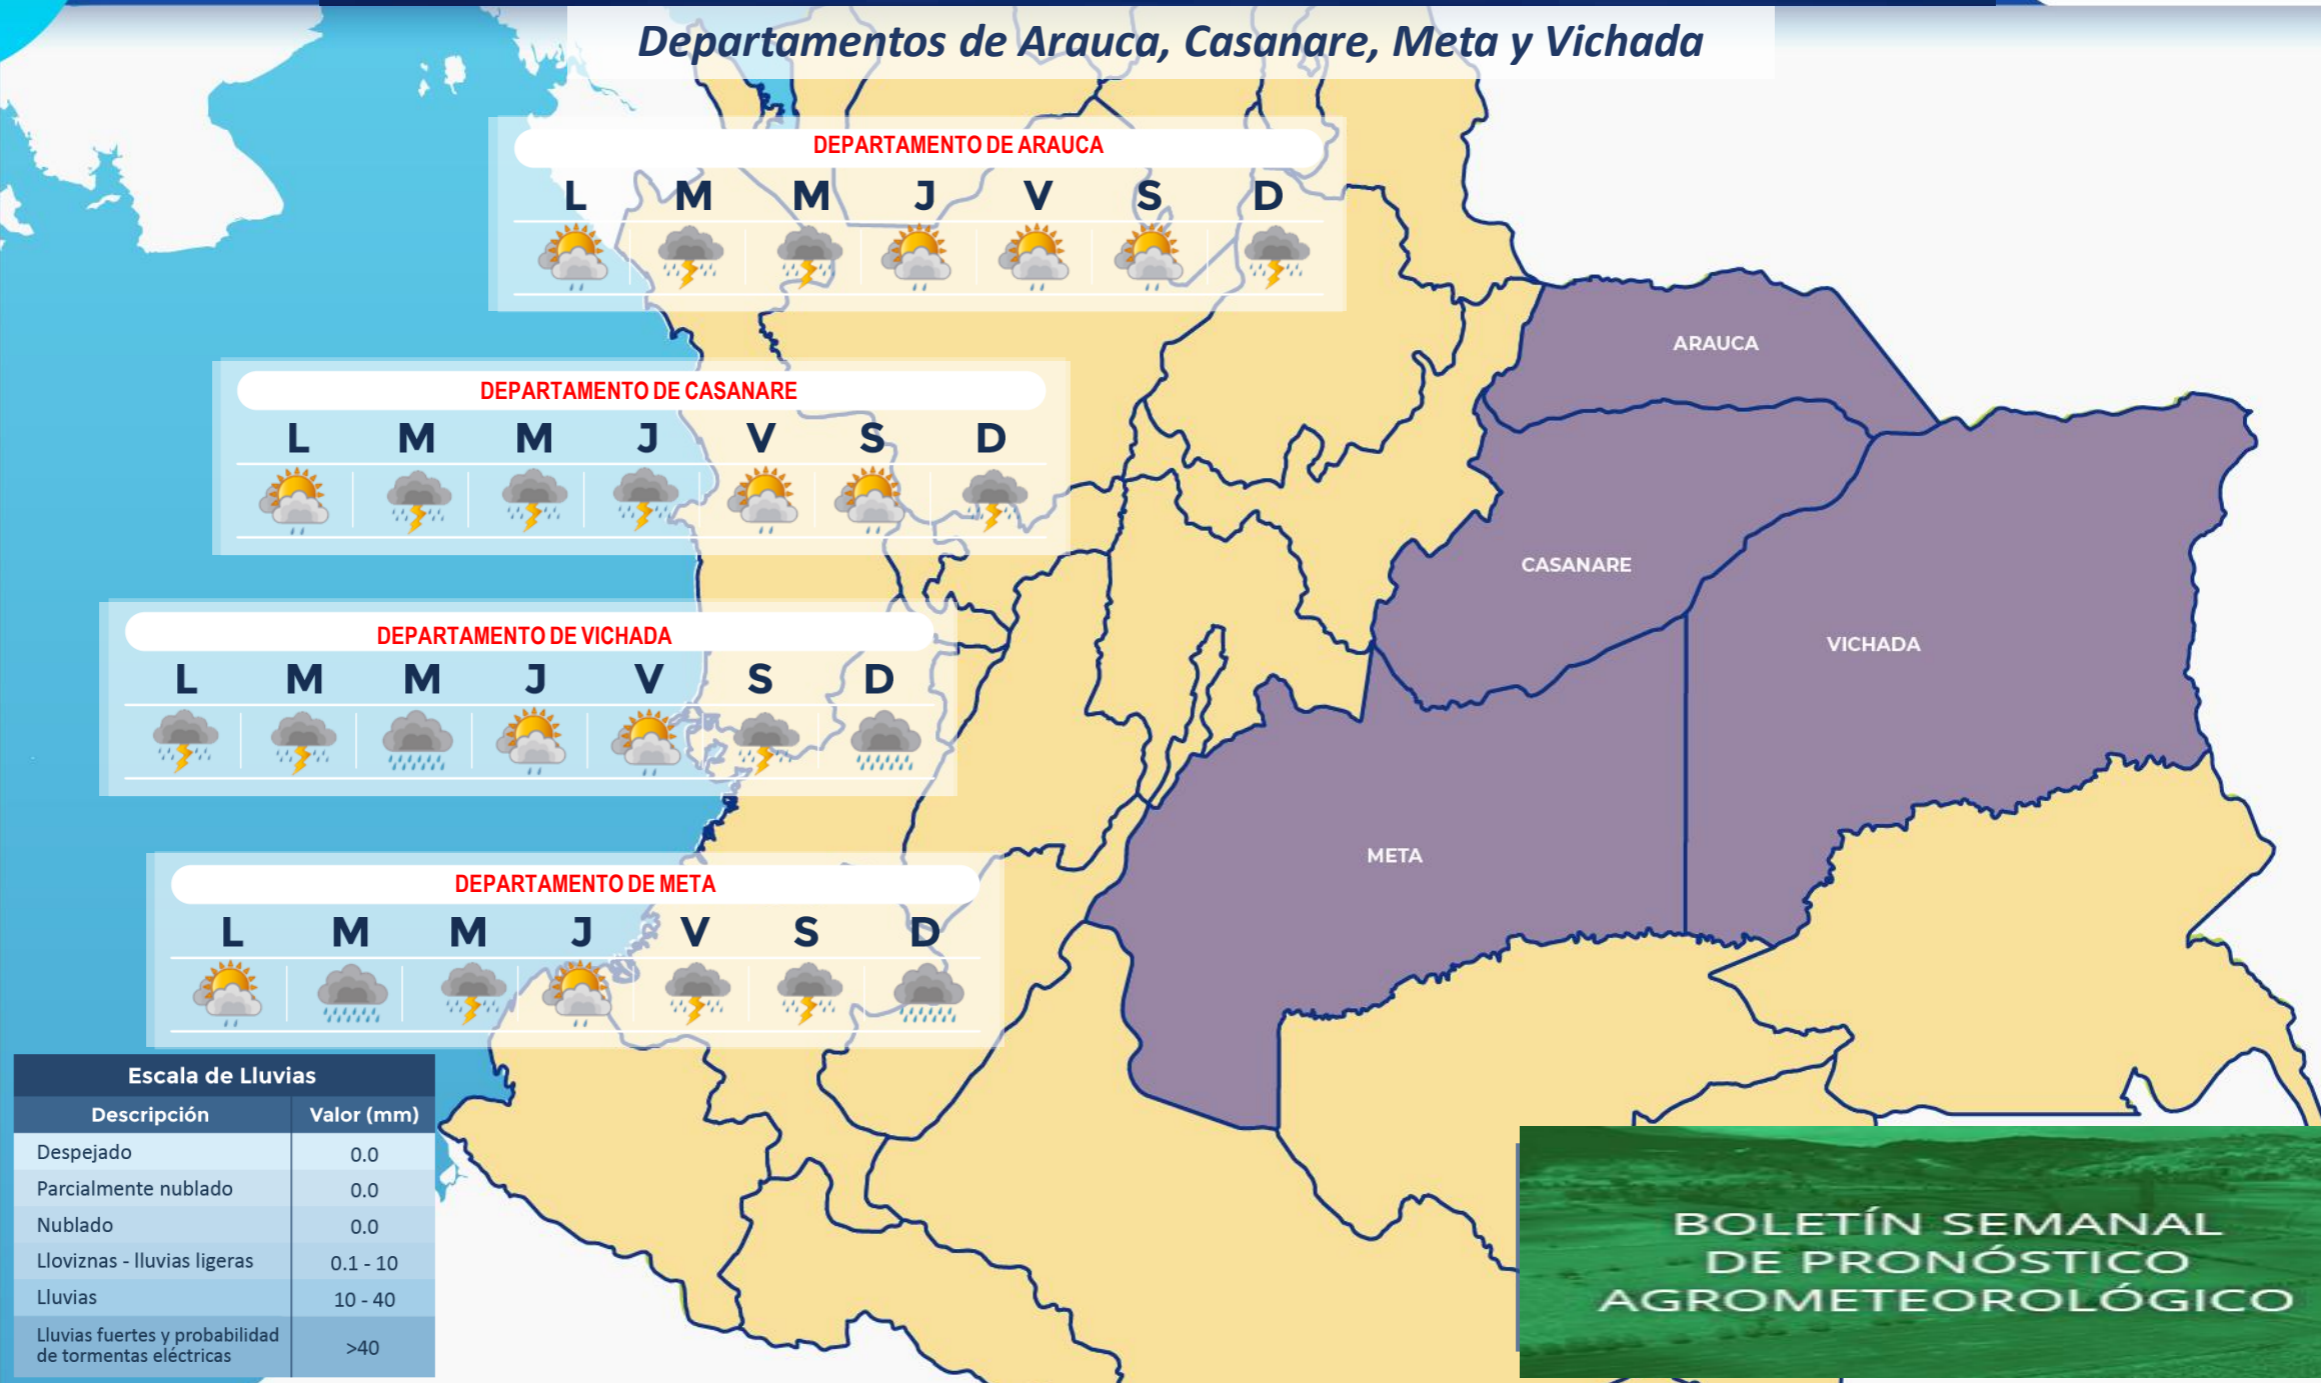 Departamentos de Arauca, Casanare, Meta y Vichada
DEPARTAMENTO DE ARAUCA
L M M J V S D
DEPARTAMENTO DE CASANARE
L M M J V S D
DEPARTAMENTO DE VICHADA
L M M J V S D
DEPARTAMENTO DE META
L M M J V S D
ARAUCA
CASANARE
VICHADA
META
Escala de Lluvias
Descripción Valor (mm)
Despejado 0.0
Parcialmente nublado 0.0
Nublado 0.0
Lloviznas - lluvias ligeras 0.1 - 10
Lluvias 10 - 40
Lluvias fuertes y probabilidad
de tormentas eléctricas >40
BOLETÍN SEMANAL
DE PRONÓSTICO
AGROMETEOROLÓGICO